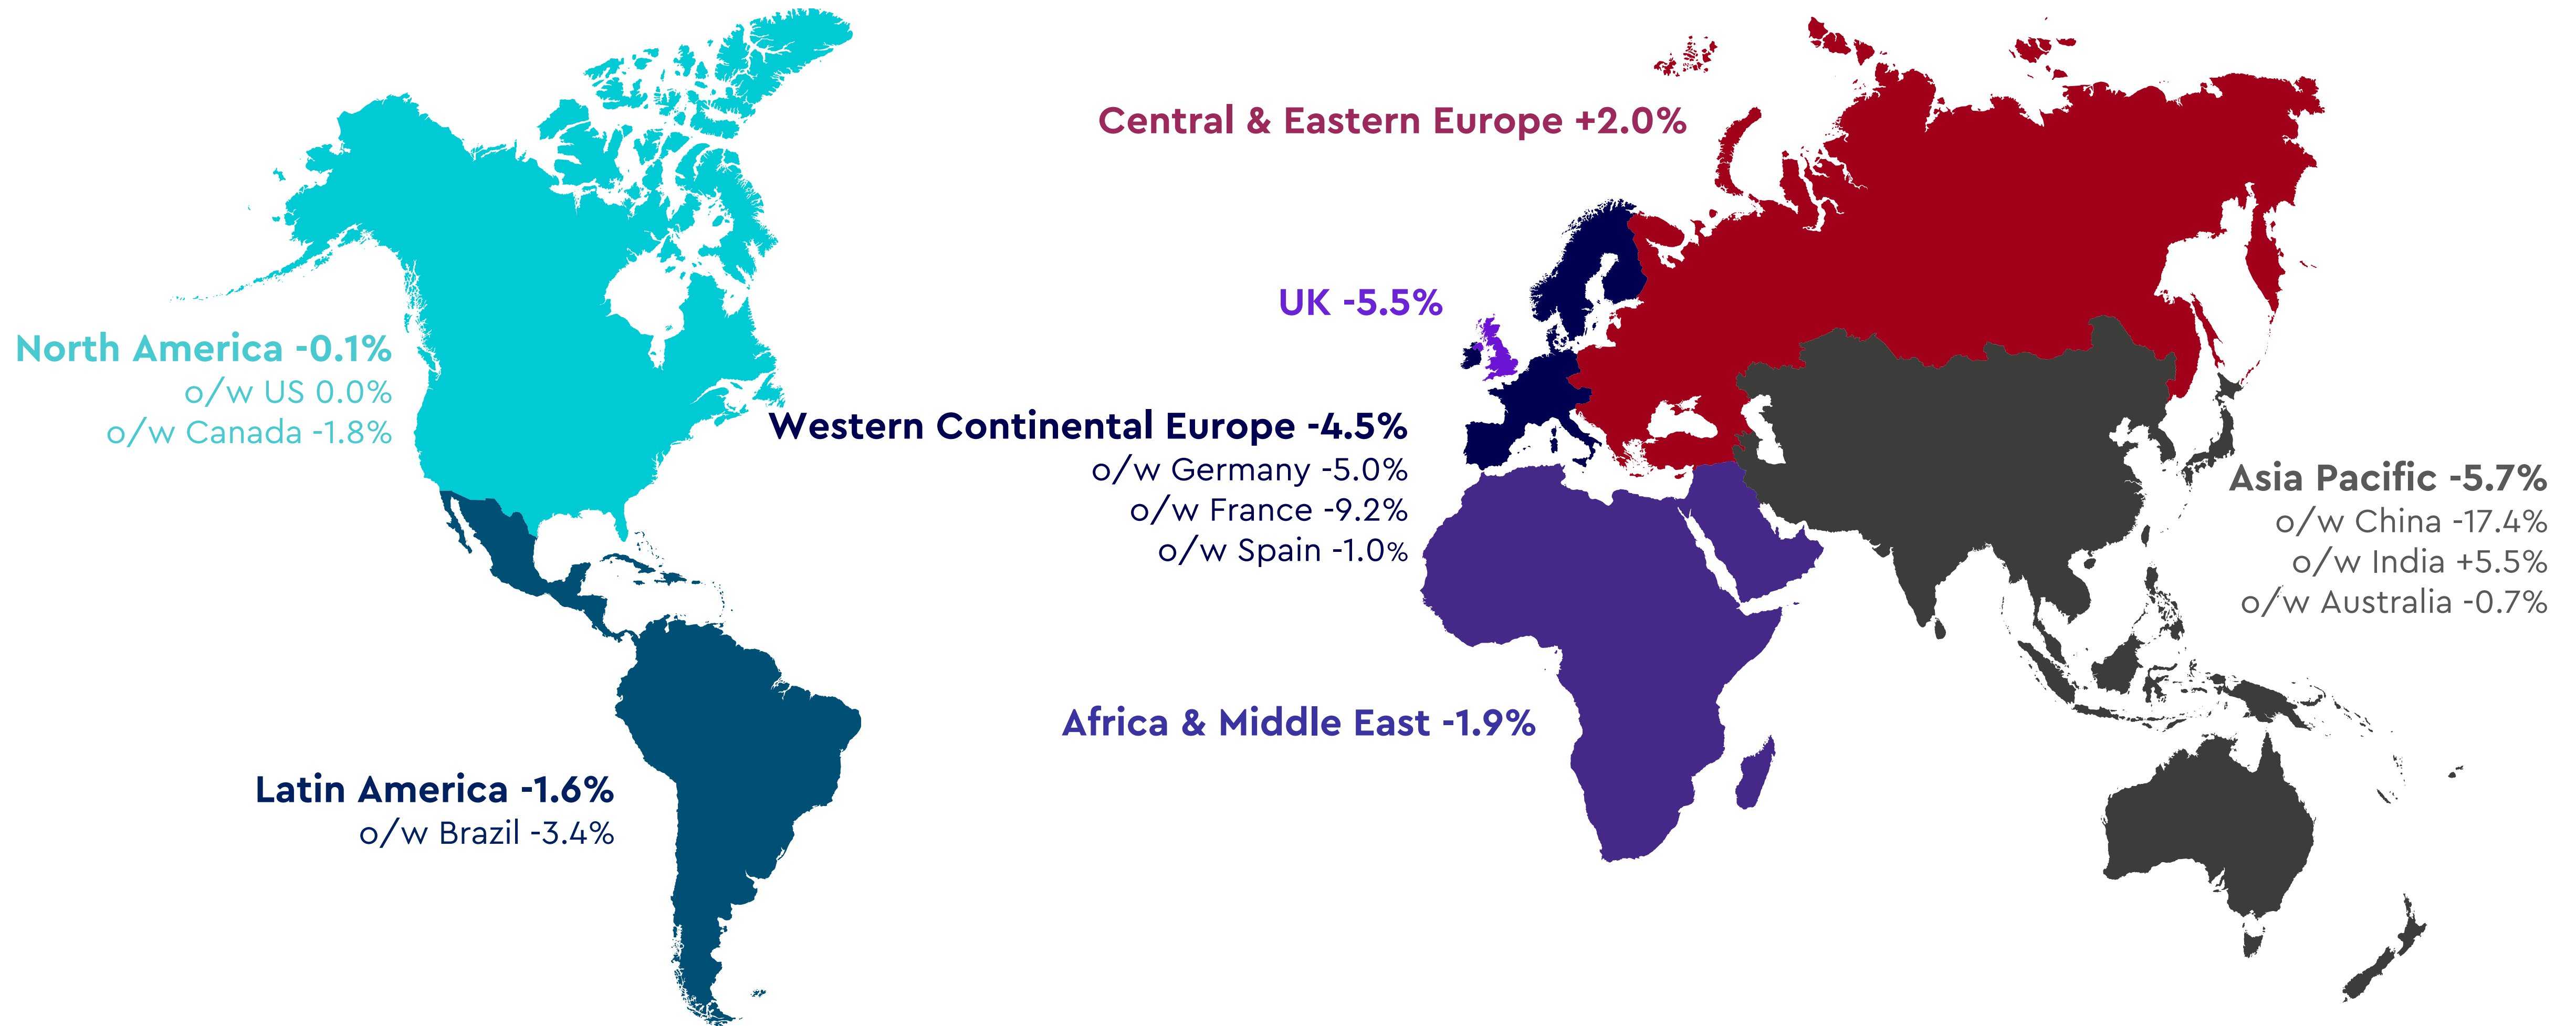 Central & Eastern Europe +2.0%
UK -5.5%
North America -0.1%
o/w US 0.0%
o/w Canada -1.8%
Western Continental Europe -4.5%
o/w Germany -5.0%
o/w France -9.2%
o/w Spain -1.0%
Asia Pacific -5.7%
o/w China -17.4%
o/w India +5.5%
o/w Australia -0.7%
Africa & Middle East -1.9%
Latin America -1.6%
o/w Brazil -3.4%